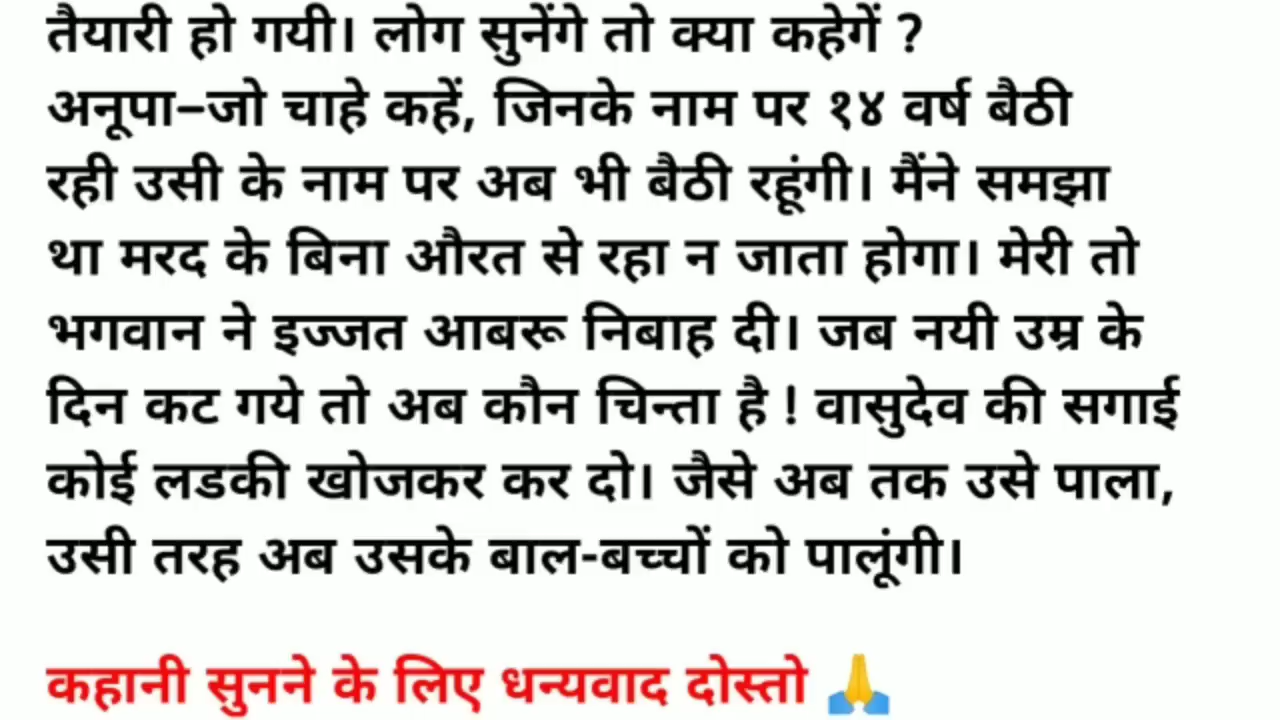 तैयारी हो गयी। लोग सुनेंगे तो क्या कहेगें ?
अनूपा–जो चाहे कहें, जिनके नाम पर १४ वर्ष बैठी
रही उसी के नाम पर अब भी बैठी रहूंगी। मैंने समझा
था मरद के बिना औरत से रहा न जाता होगा। मेरी तो
भगवान ने इज्जत आबरू निबाह दी। जब नयी उम्र के
दिन कट गये तो अब कौन चिन्ता है ! वासुदेव की सगाई
कोई लडकी खोजकर कर दो। जैसे अब तक उसे पाला,
उसी तरह अब उसके बाल-बच्चों को पालूंगी।
कहानी सुनने के लिए धन्यवाद दोस्तो 🙏